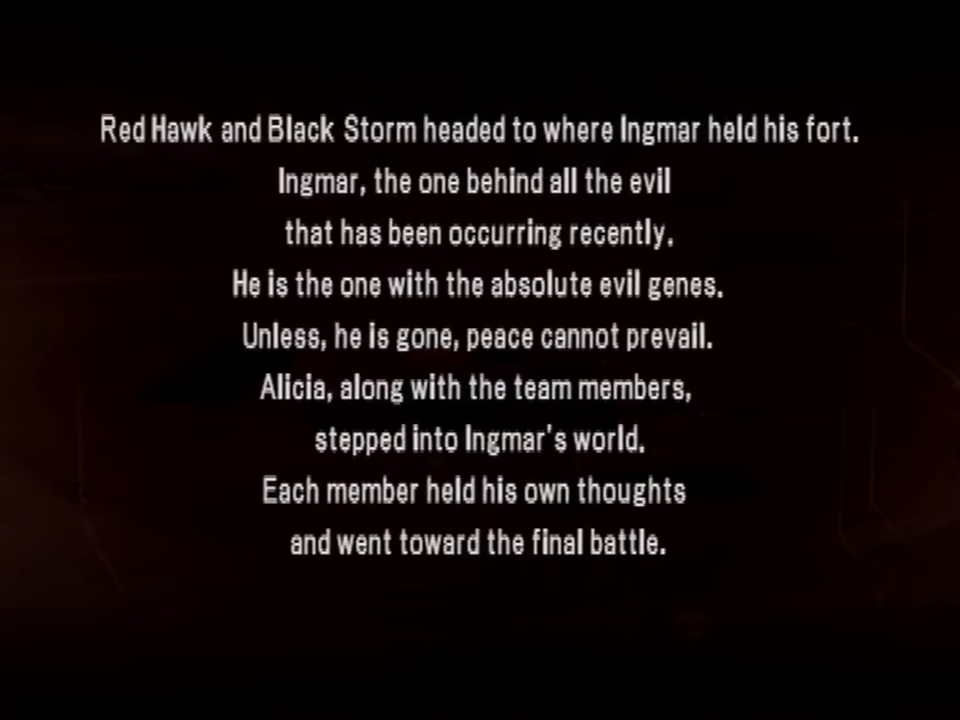 Red Hawk and Black Storm headed to where Ingmar held his fort.
Ingmar, the one behind all the evil
that has been occurring recently.
He is the one with the absolute evil genes.
Unless, he is gone, peace cannot prevail.
Alicia, along with the team members,
stepped into Ingmar's world.
Each member held his own thoughts
and went toward the final battle.